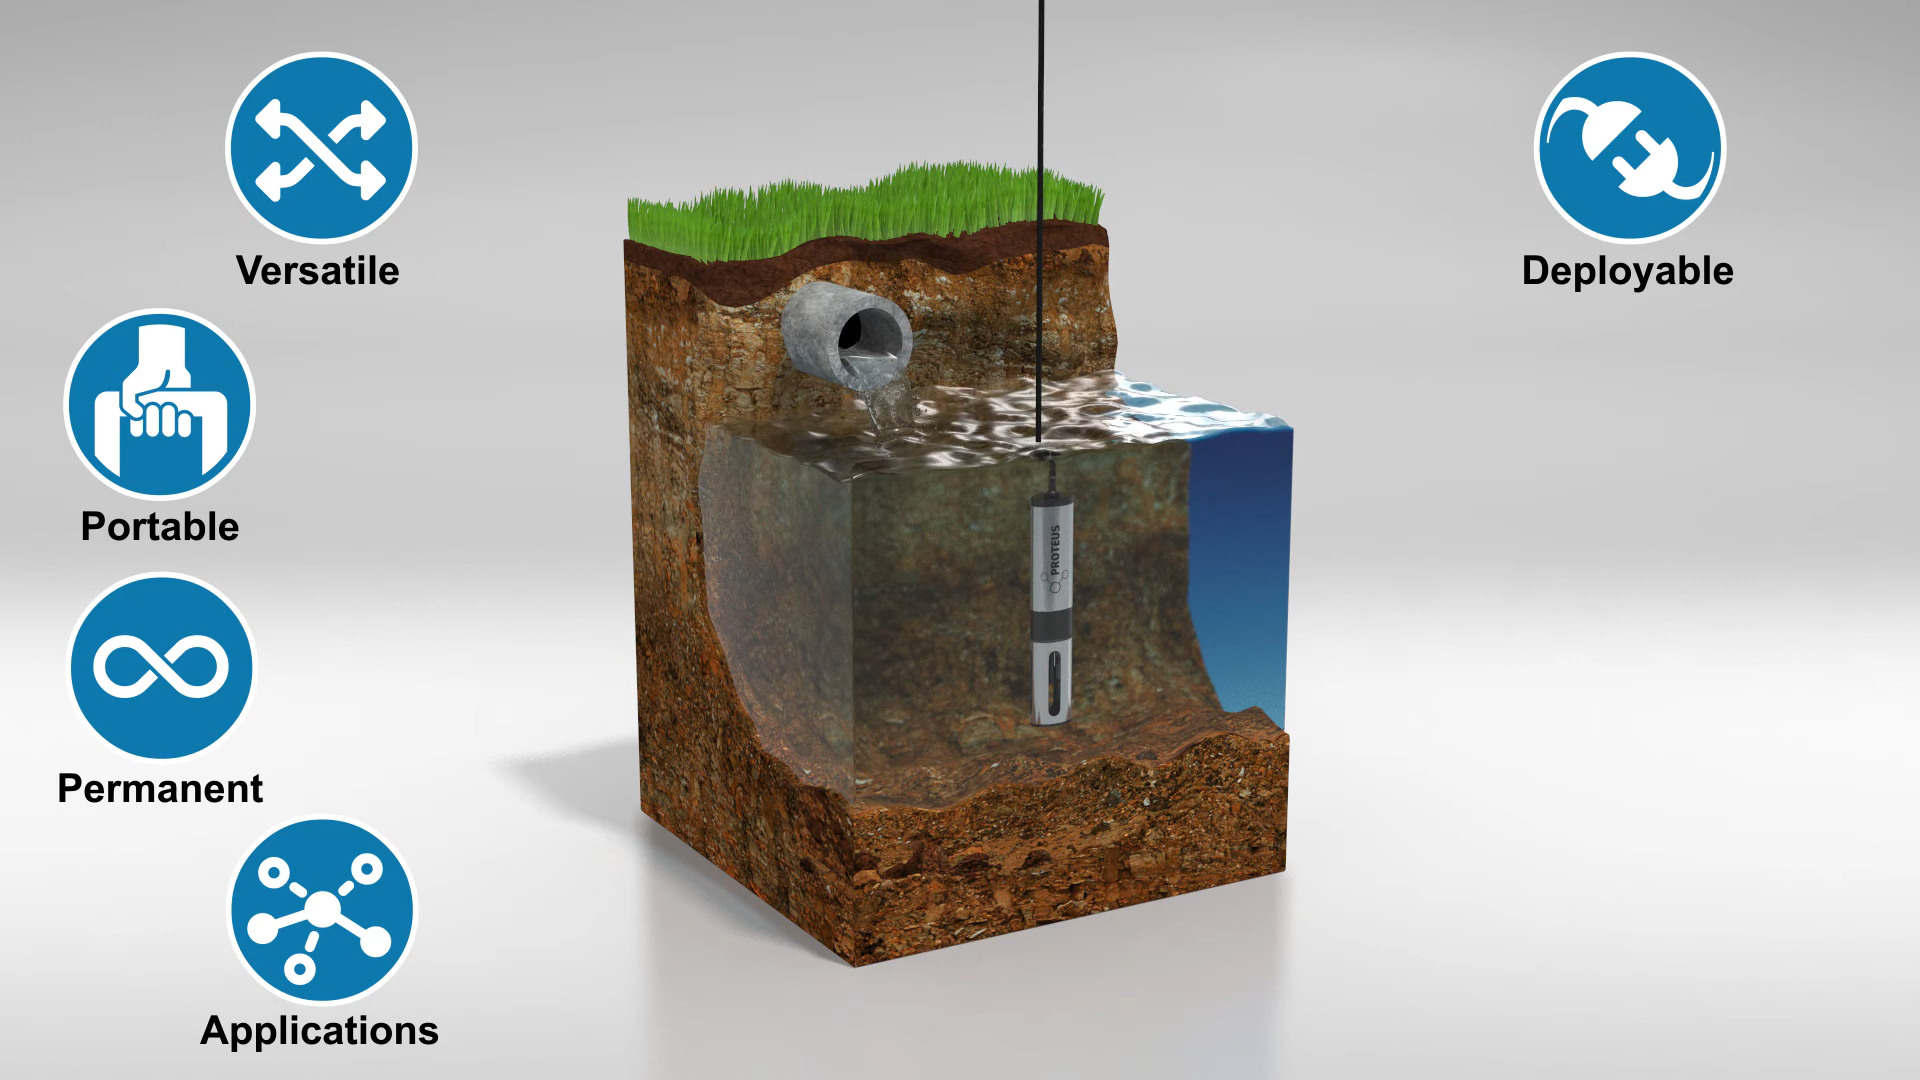 Versatile
Deployable
Portable
PROTEUS
Permanent
Applications